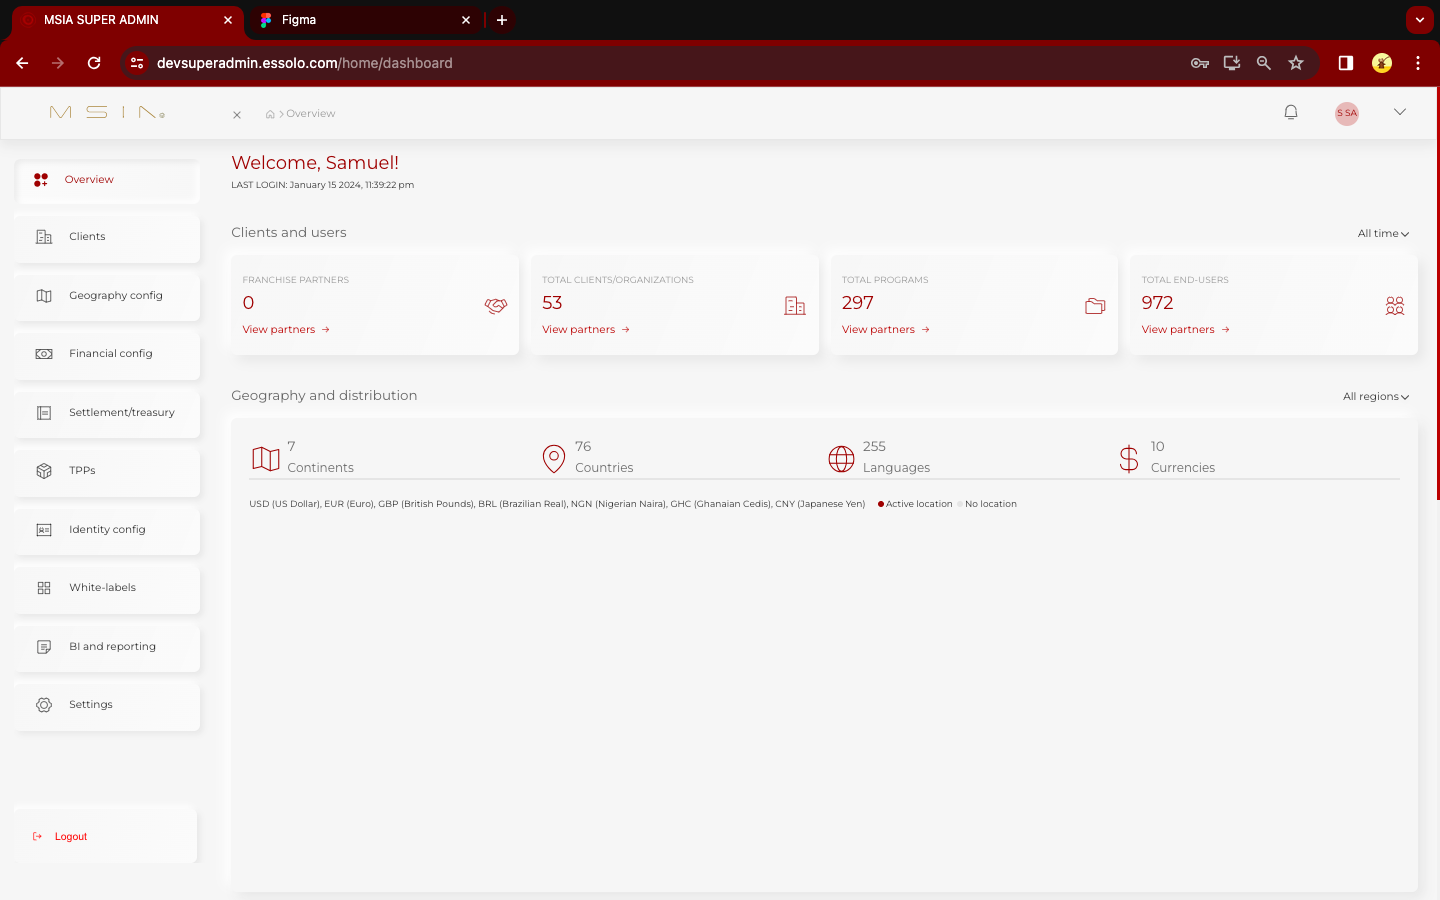 MSIA SUPER ADMIN
Figma
devsuperadmin.essolo.com/home/dashboard
Overview
S SA
Overview
Clients
Geography config
Financial config
Settlement/treasury
TPPs
Identity config
White-labels
BI and reporting
Settings
Logout
Welcome, Samuel!
LAST LOGIN: January 15 2024, 11:39:22 pm
Clients and users
All time
FRANCHISE PARTNERS
0
View partners
TOTAL CLIENTS/ORGANIZATIONS
53
View partners
TOTAL PROGRAMS
297
View partners
TOTAL END-USERS
972
View partners
Geography and distribution
All regions
7
Continents
76
Countries
255
Languages
10
Currencies
USD (US Dollar), EUR (Euro), GBP (British Pounds), BRL (Brazilian Real), NGN (Nigerian Naira), GHC (Ghanaian Cedis), CNY (Japanese Yen)
Active location
No location